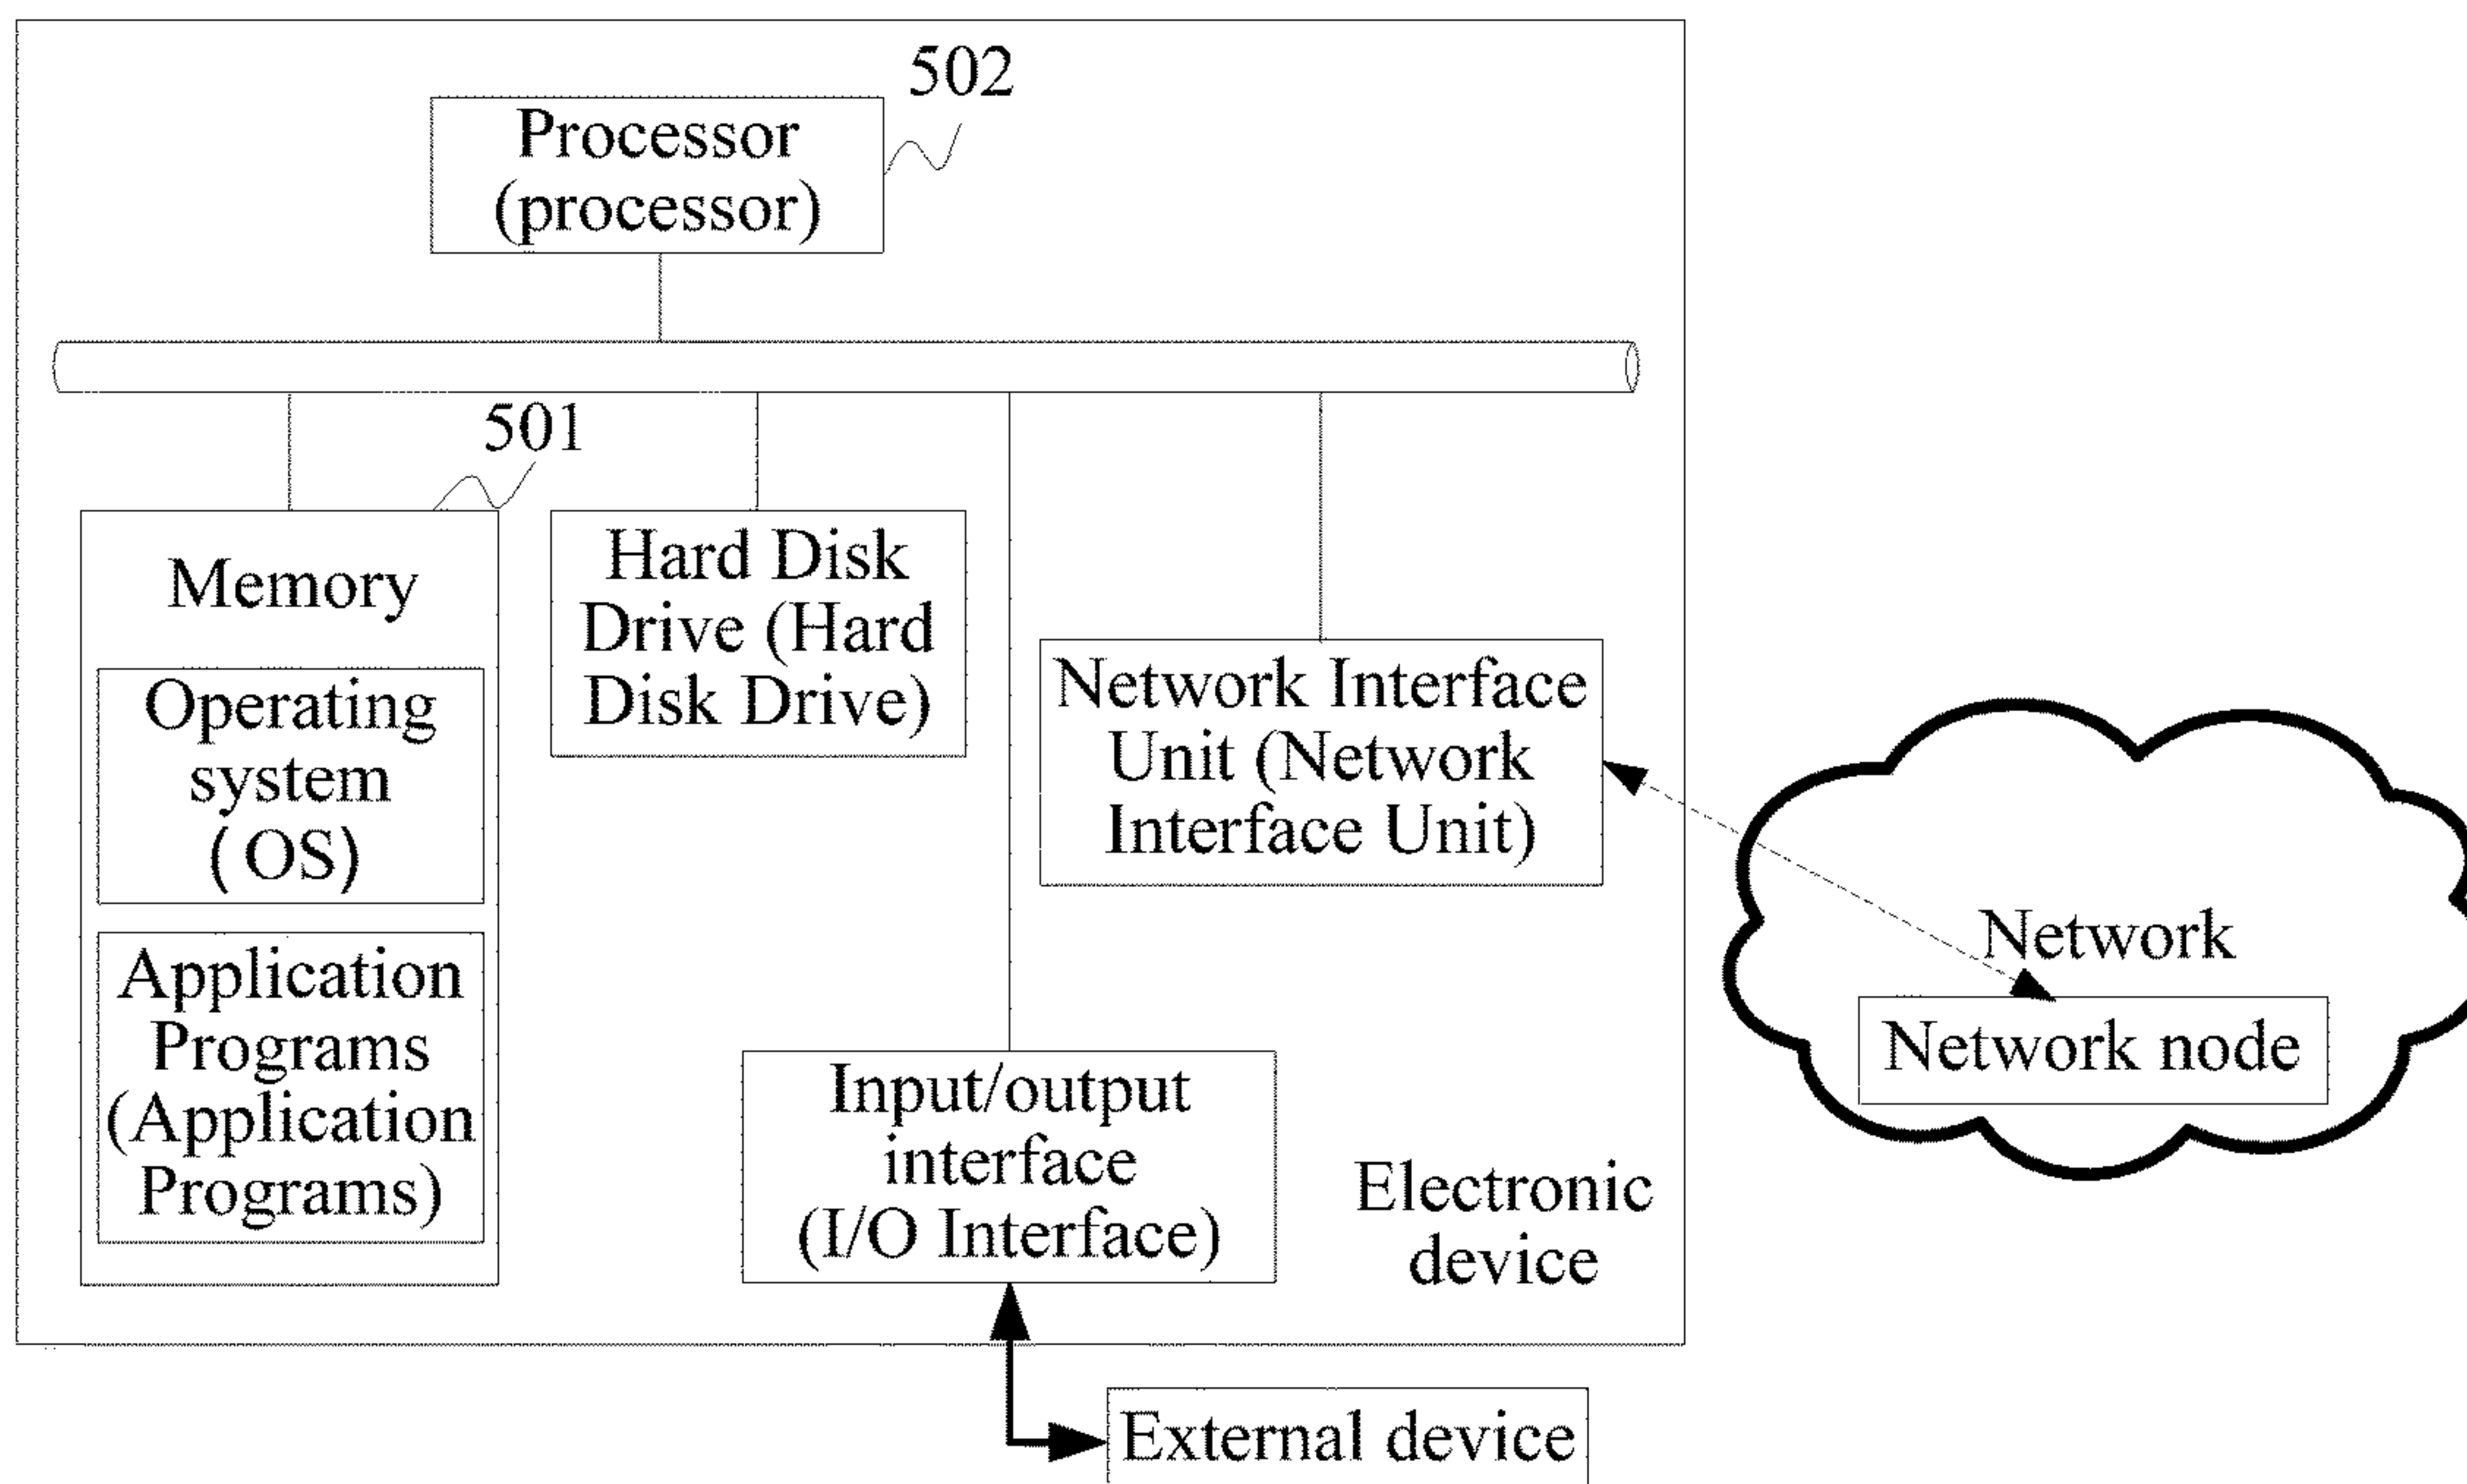 502
Processor
(processor)
501
Memory
Operating
system
( OS)
Application
Programs
(Application
Programs)
Hard Disk
Drive (Hard
Disk Drive)
Network Interface
Unit (Network
Interface Unit)
Input/output
interface
(I/O Interface)
Electronic
device
Network
Network node
External device